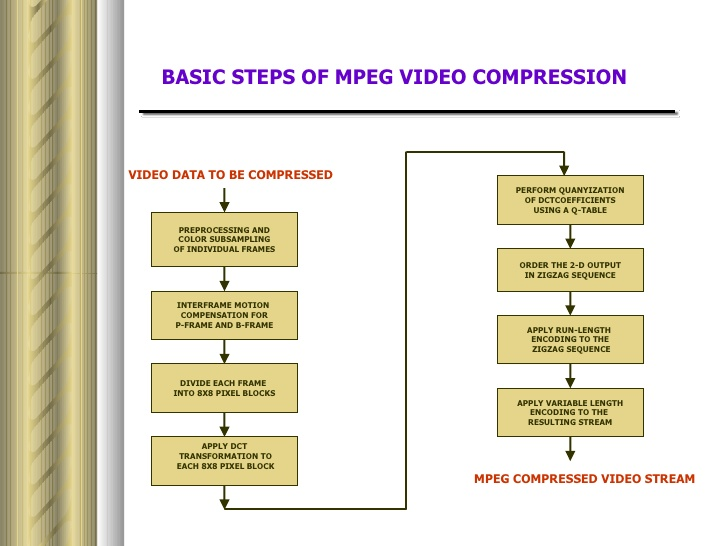 BASIC STEPS OF MPEG VIDEO COMPRESSION
VIDEO DATA TO BE COMPRESSED
PREPROCESSING AND
COLOR SUBSAMPLING
OF INDIVIDUAL FRAMES
INTERFRAME MOTION
COMPENSATION FOR
P-FRAME AND B-FRAME
DIVIDE EACH FRAME
INTO 8X8 PIXEL BLOCKS
APPLY DCT
TRANSFORMATION TO
EACH 8X8 PIXEL BLOCK
PERFORM QUANYIZATION
OF DCTCOEFFICIENTS
USING A Q-TABLE
ORDER THE 2-D OUTPUT
IN ZIGZAG SEQUENCE
APPLY RUN-LENGTH
ENCODING TO THE
ZIGZAG SEQUENCE
APPLY VARIABLE LENGTH
ENCODING TO THE
RESULTING STREAM
MPEG COMPRESSED VIDEO STREAM